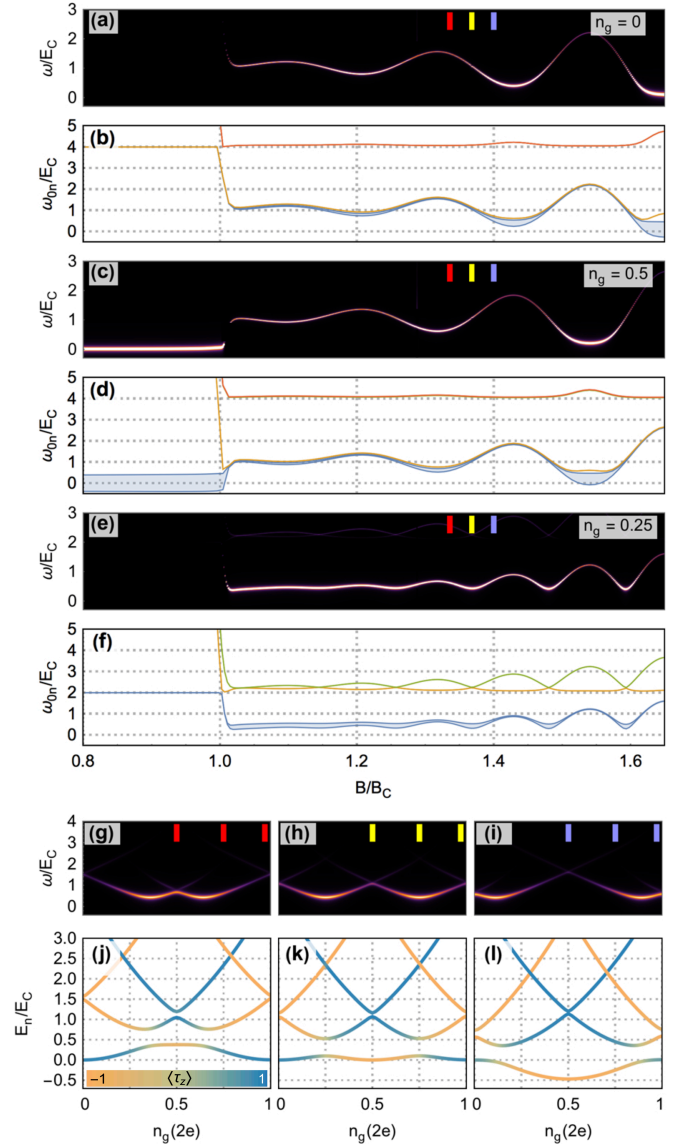 3
(a)
n_g = 0
2
ω/E_C
1
0
5
(b)
4
3
ω_0n/E_C
2
1
0
3
(c)
n_g = 0.5
2
ω/E_C
1
0
5
(d)
4
3
ω_0n/E_C
2
1
0
3
(e)
n_g = 0.25
2
ω/E_C
1
0
5
(f)
4
3
ω_0n/E_C
2
1
0
0.8 1.0 1.2 1.4 1.6
B/B_C
4 (g) (h) (i)
3
ω/E_C
2
1
0
3.0 (j) (k) (l)
2.5
2.0
E_n/E_C
1.5
1.0
0.5
0.0
-0.5
−1 ⟨τ_z⟩ 1
0 0.5 1 0 0.5 1 0 0.5 1
n_g(2e) n_g(2e) n_g(2e)